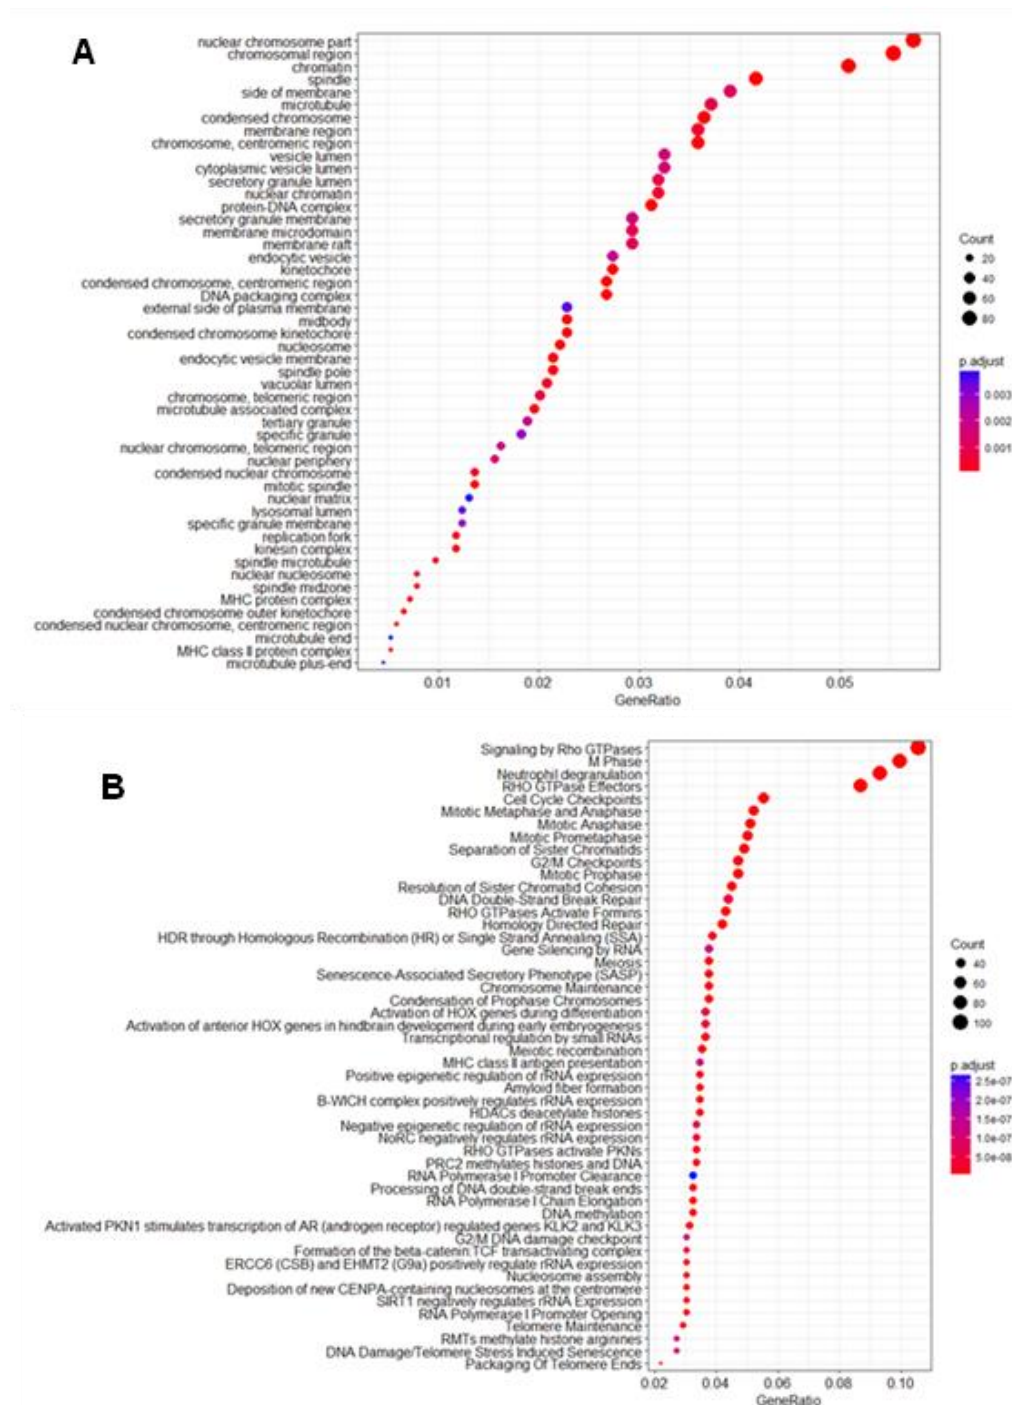 A
nuclear chromosome part
chromosomal region
chromatin
spindle
side of membrane
microtubule
condensed chromosome
membrane region
chromosome, centromeric region
vesicle lumen
cytoplasmic vesicle lumen
secretory granule lumen
nuclear chromatin
protein-DNA complex
secretory granule membrane
membrane microdomain
membrane raft
endocytic vesicle
kinetochore
condensed chromosome, centromeric region
DNA packaging complex
external side of plasma membrane
midbody
condensed chromosome kinetochore
nucleosome
endocytic vesicle membrane
spindle pole
vacuolar lumen
chromosome, telomeric region
microtubule associated complex
tertiary granule
specific granule
nuclear chromosome, telomeric region
nuclear periphery
condensed nuclear chromosome
mitotic spindle
nuclear matrix
lysosomal lumen
specific granule membrane
replication fork
kinesin complex
spindle microtubule
nuclear nucleosome
spindle midzone
MHC protein complex
condensed chromosome outer kinetochore
condensed nuclear chromosome, centromeric region
microtubule end
MHC class II protein complex
microtubule plus-end
0.01 0.02 0.03 0.04 0.05
GeneRatio
Count
20
40
60
80
p.adjust
0.003
0.002
0.001
B
Signaling by Rho GTPases
M Phase
Neutrophil degranulation
RHO GTPase Effectors
Cell Cycle Checkpoints
Mitotic Metaphase and Anaphase
Mitotic Anaphase
Mitotic Prometaphase
Separation of Sister Chromatids
G2/M Checkpoints
Mitotic Prophase
Resolution of Sister Chromatid Cohesion
DNA Double-Strand Break Repair
RHO GTPases Activate Formins
Homology Directed Repair
HDR through Homologous Recombination (HR) or Single Strand Annealing (SSA)
Gene Silencing by RNA
Meiosis
Senescence-Associated Secretory Phenotype (SASP)
Chromosome Maintenance
Condensation of Prophase Chromosomes
Activation of HOX genes during differentiation
Activation of anterior HOX genes in hindbrain development during early embryogenesis
Transcriptional regulation by small RNAs
Meiotic recombination
MHC class II antigen presentation
Positive epigenetic regulation of rRNA expression
Amyloid fiber formation
B-WICH complex positively regulates rRNA expression
HDACs deacetylate histones
Negative epigenetic regulation of rRNA expression
NoRC negatively regulates rRNA expression
RHO GTPases activate PKNs
PRC2 methylates histones and DNA
RNA Polymerase I Promoter Clearance
Processing of DNA double-strand break ends
RNA Polymerase I Chain Elongation
DNA methylation
Activated PKN1 stimulates transcription of AR (androgen receptor) regulated genes KLK2 and KLK3
G2/M DNA damage checkpoint
Formation of the beta-catenin:TCF transactivating complex
ERCC6 (CSB) and EHMT2 (G9a) positively regulate rRNA expression
Nucleosome assembly
Deposition of new CENPA-containing nucleosomes at the centromere
SIRT1 negatively regulates rRNA Expression
RNA Polymerase I Promoter Opening
Telomere Maintenance
RMTs methylate histone arginines
DNA Damage/Telomere Stress Induced Senescence
Packaging Of Telomere Ends
0.02 0.04 0.06 0.08 0.10
GeneRatio
Count
40
60
80
100
p.adjust
2.5e-07
2.0e-07
1.5e-07
1.0e-07
5.0e-08